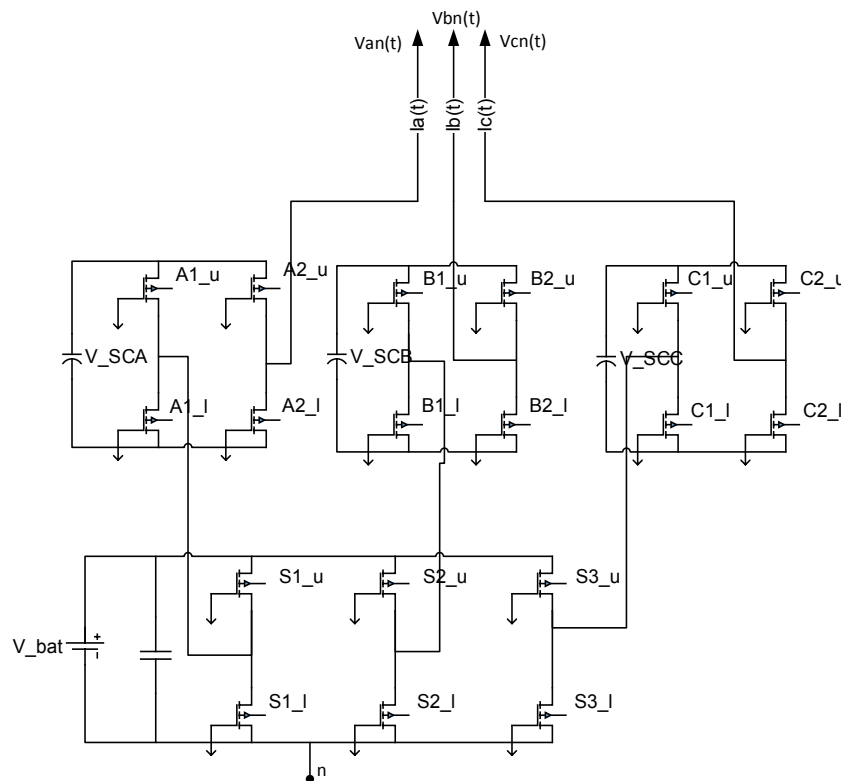 Vbn(t)
Van(t)
Vcn(t)
Ia(t)
Ib(t)
Ic(t)
A1_u
A2_u
B1_u
B2_u
C1_u
C2_u
V_SCA
V_SCB
V_SCC
A1_l
A2_l
B1_l
B2_l
C1_l
C2_l
S1_u
S2_u
S3_u
V_bat
+
-
S1_l
S2_l
S3_l
n